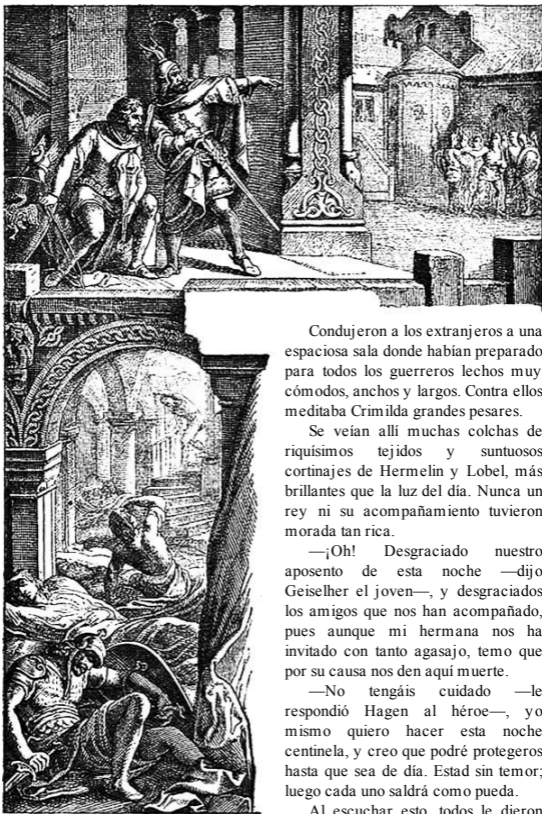 Condujeron a los extranjeros a una
espaciosa sala donde habían preparado
para todos los guerreros lechos muy
cómodos, anchos y largos. Contra ellos
meditaba Crimilda grandes pesares.
Se veían allí muchas colchas de
riquísimos tejidos y suntuosos
cortinajes de Hermelin y Lobel, más
brillantes que la luz del día. Nunca un
rey ni su acompañamiento tuvieron
morada tan rica.
—¡Oh! Desgraciado nuestro
aposento de esta noche —dijo
Geiselher el joven—, y desgraciados
los amigos que nos han acompañado,
pues aunque mi hermana nos ha
invitado con tanto agasajo, temo que
por su causa nos den aquí muerte.
—No tengáis cuidado —le
respondió Hagen al héroe—, yo
mismo quiero hacer esta noche
centinela, y creo que podré protegeros
hasta que sea de día. Estad sin temor;
luego cada uno saldrá como pueda.
Al escuchar esto, todos le dieron